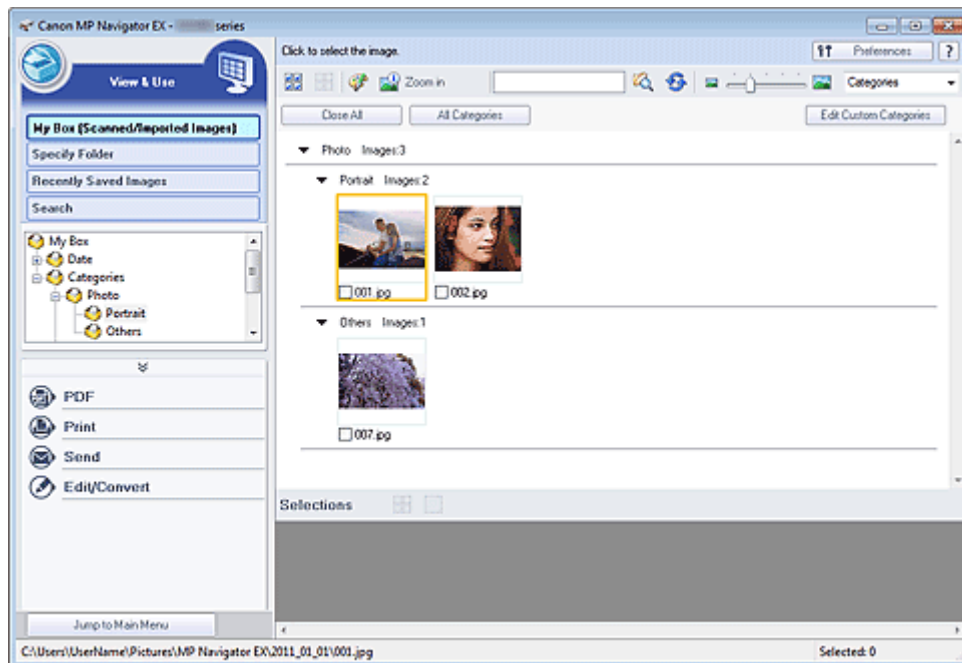 Canon MP Navigator EX - series
View & Use
My Box (Scanned/Imported Images)
Specify Folder
Recently Saved Images
Search
My Box
Date
Categories
Photo
Portrait
Others
PDF
Print
Send
Edit/Convert
Jump to Main Menu
Click to select the image.
Preferences
?
Zoom in
Categories
Close All
All Categories
Edit Custom Categories
Photo Images:3
Portrait Images:2
001.jpg
002.jpg
Others Images:1
007.jpg
Selections
C:\Users\UserName\Pictures\MP Navigator EX\2011_01_01\001.jpg
Selected: 0